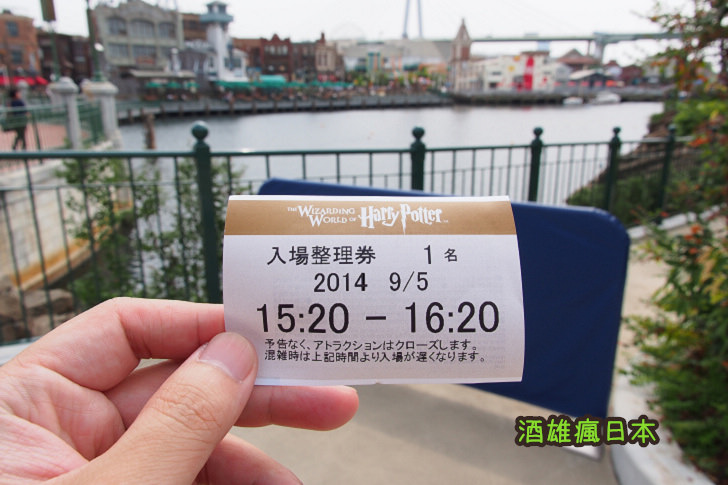 THE WIZARDING WORLD OF Harry Potter™
入場整理券 1名
2014 9/5
15:20 − 16:20
予告なく、アトラクションはクローズします。
混雑時は上記時間より入場が遅くなります。
酒雄瘋日本